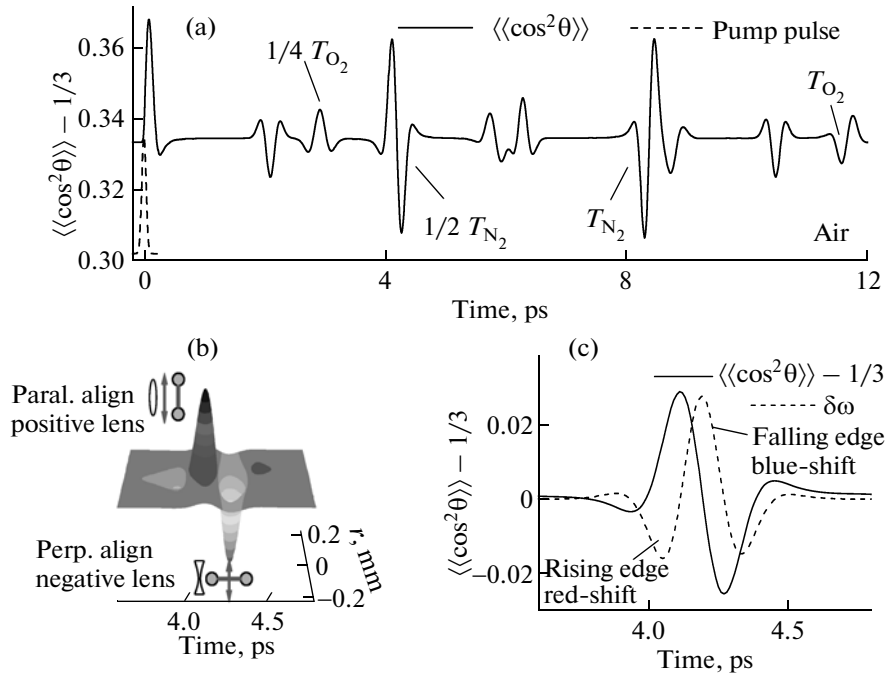 (a)
⟨⟨cos²θ⟩⟩
Pump pulse
⟨⟨cos²θ⟩⟩ − 1/3
0.36
0.34
0.32
0.30
1/4 T_O₂
1/2 T_N₂
T_N₂
T_O₂
Air
0
4
8
12
Time, ps
(b)
Paral. align
positive lens
Perp. align
negative lens
0.2
0
−0.2
r, mm
4.0
4.5
Time, ps
(c)
⟨⟨cos²θ⟩⟩ − 1/3
δω
⟨⟨cos²θ⟩⟩ − 1/3
0.02
0
−0.02
Falling edge
blue-shift
Rising edge
red-shift
4.0
4.5
Time, ps